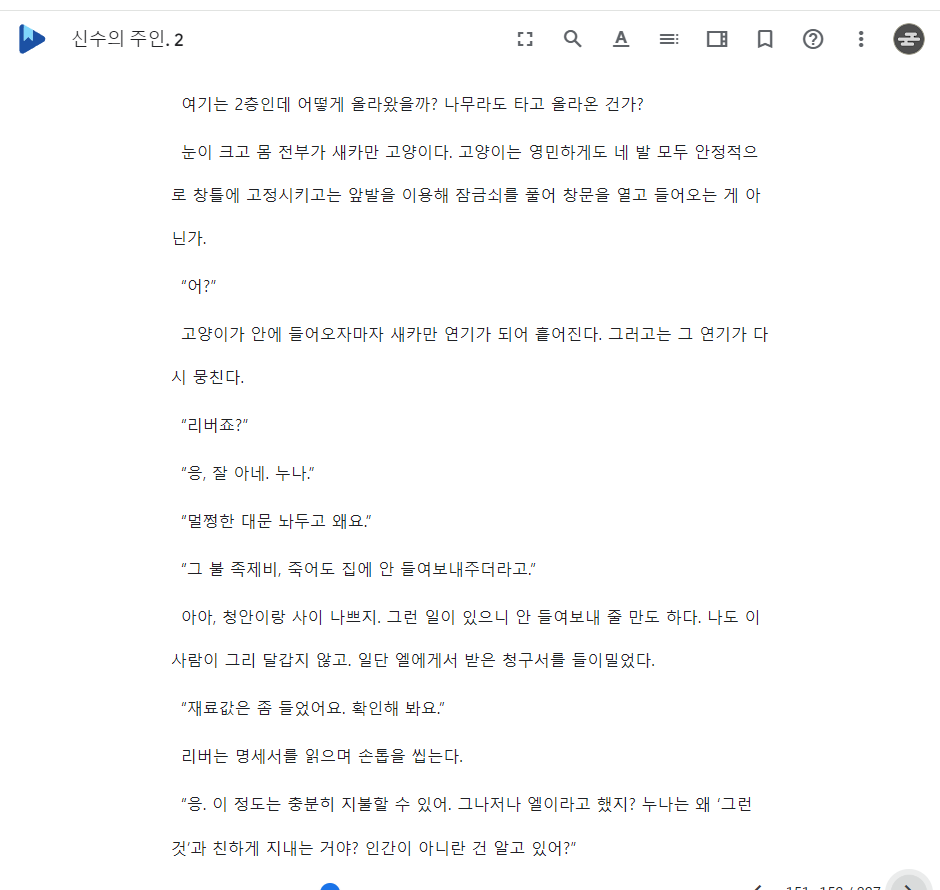 신수의 주인. 2
여기는 2층인데 어떻게 올라왔을까? 나무라도 타고 올라온 건가?
눈이 크고 몸 전부가 새카만 고양이다. 고양이는 영민하게도 네 발 모두 안정적으
로 창틀에 고정시키고는 앞발을 이용해 잠금쇠를 풀어 창문을 열고 들어오는 게 아
닌가.
“어?”
고양이가 안에 들어오자마자 새카만 연기가 되어 흩어진다. 그러고는 그 연기가 다
시 뭉친다.
“리버죠?”
“응, 잘 아네. 누나.”
“멀쩡한 대문 놔두고 왜요.”
“그 불 족제비, 죽어도 집에 안 들여보내주더라고.”
아아, 청안이랑 사이 나쁘지. 그런 일이 있으니 안 들여보내 줄 만도 하다. 나도 이
사람이 그리 달갑지 않고. 일단 엘에게서 받은 청구서를 들이밀었다.
“재료값은 좀 들었어요. 확인해 봐요.”
리버는 명세서를 읽으며 손톱을 씹는다.
“응. 이 정도는 충분히 지불할 수 있어. 그나저나 엘이라고 했지? 누나는 왜 ‘그런
것’과 친하게 지내는 거야? 인간이 아니란 건 알고 있어?”